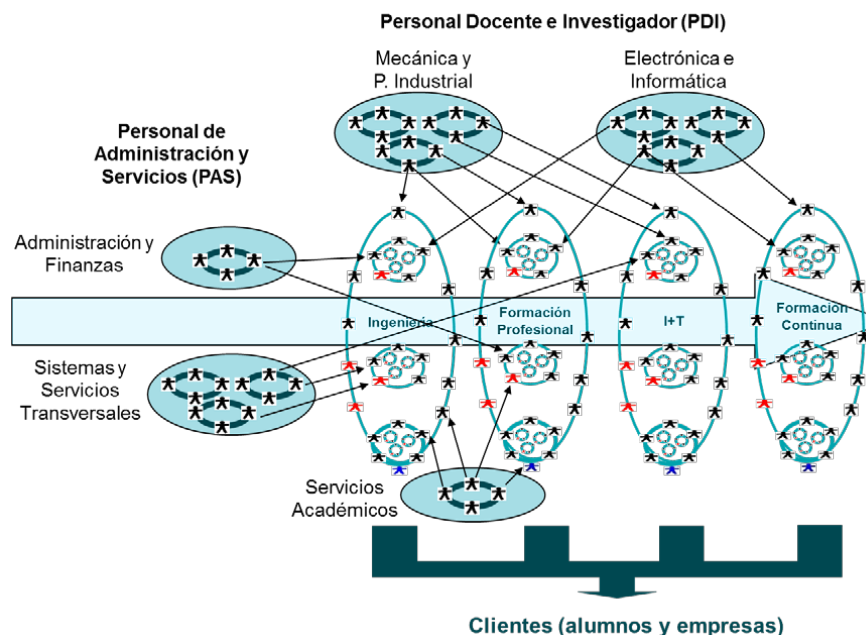 Personal Docente e Investigador (PDI)
Mecánica y
P. Industrial
Electrónica e
Informática
Personal de
Administración y
Servicios (PAS)
Administración y
Finanzas
Ingeniería
Formación
Profesional
I+T
Formación
Continua
Sistemas y
Servicios
Transversales
Servicios
Académicos
Clientes (alumnos y empresas)